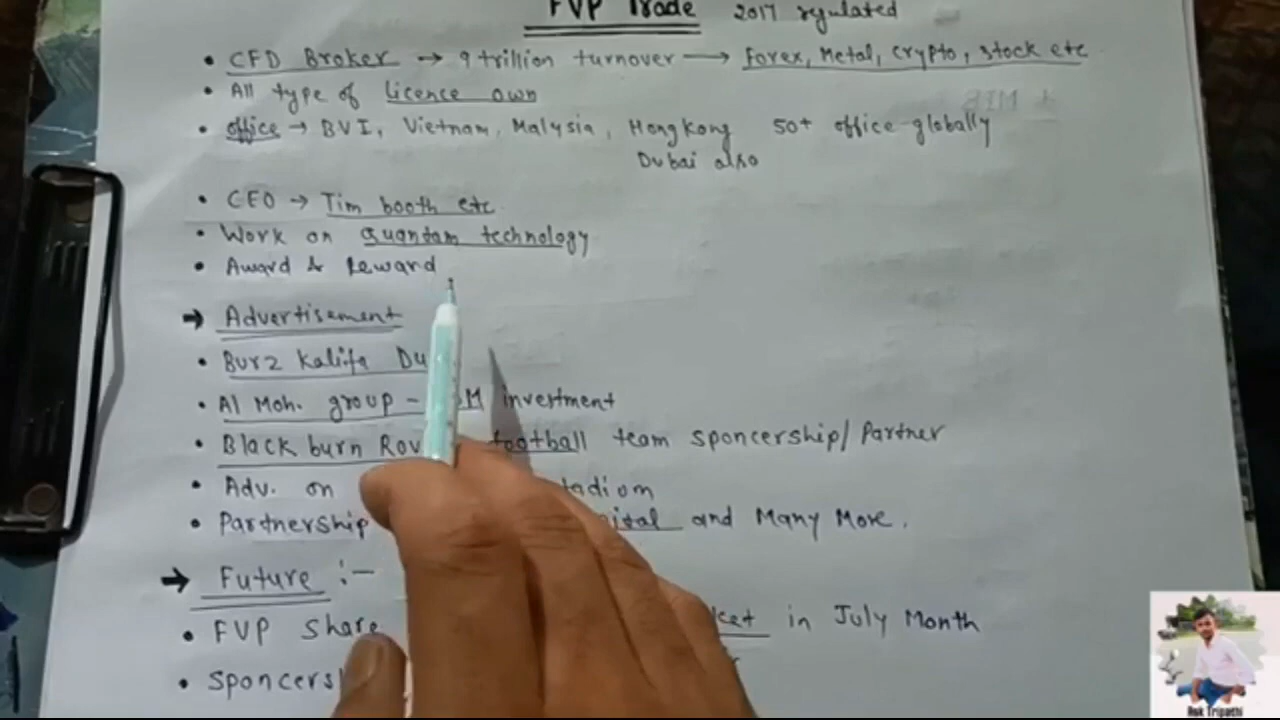 FVP Trade 2017 regulated
• CFD Broker → 9 trillion turnover → Forex, Metal, Crypto, Stock etc
• All type of licence own
• office → BVI, Vietnam, Malysia, Hongkong 50+ office globally
Dubai also
• CEO → Tim booth etc
• Work on Quantam technology
• Award & Reward
→ Advertisement
• Burz Kalifa
• Al Moh. group - investment
• Black burn football team sponcership/Partner
• Adv. on
• Partnership and Many More.
→ Future :-
• FVP Share in July Month
•
Ask Tripathi